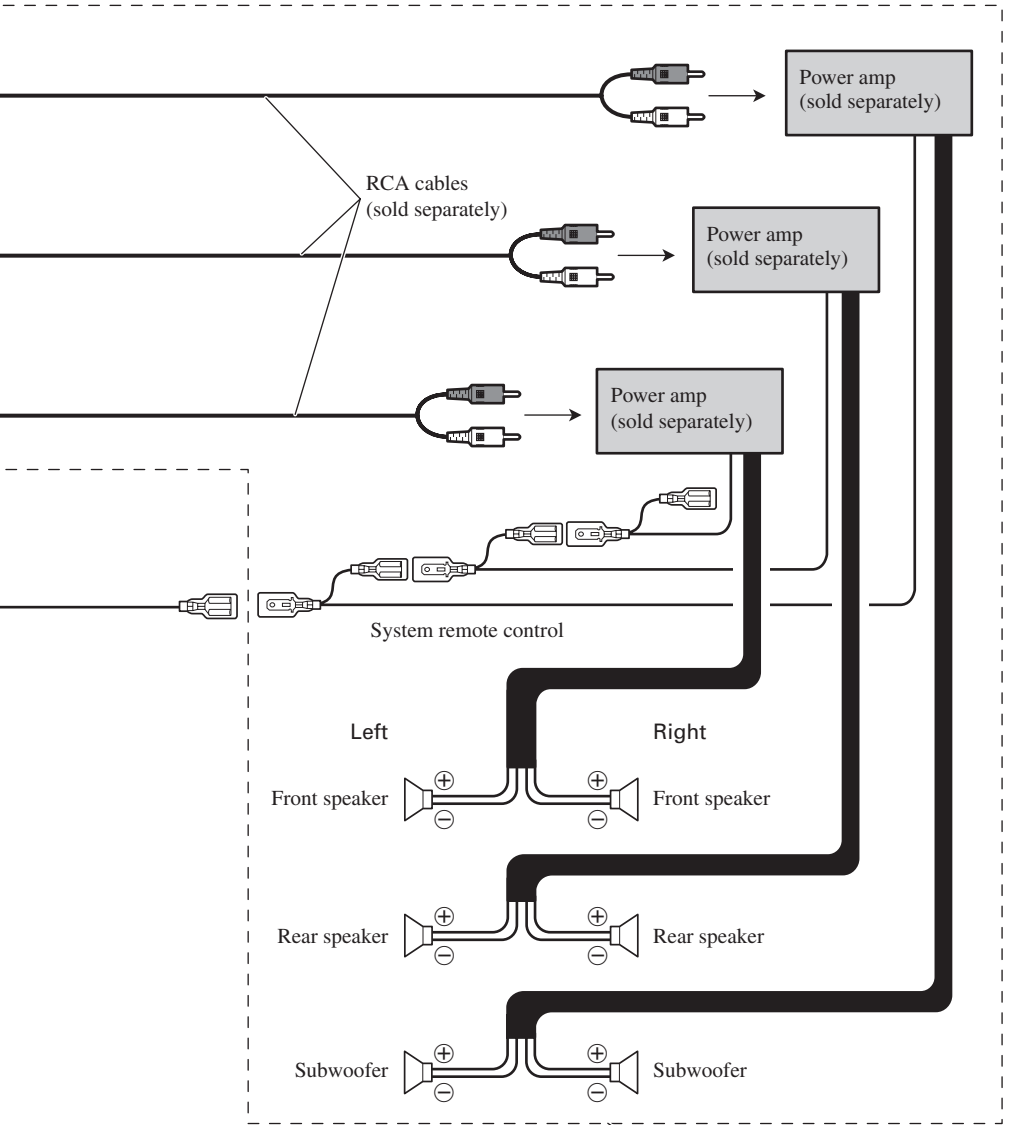 Power amp
(sold separately)
RCA cables
(sold separately)
Power amp
(sold separately)
Power amp
(sold separately)
System remote control
Left
Right
Front speaker
+
−
+
−
Front speaker
Rear speaker
+
−
+
−
Rear speaker
Subwoofer
+
−
+
−
Subwoofer